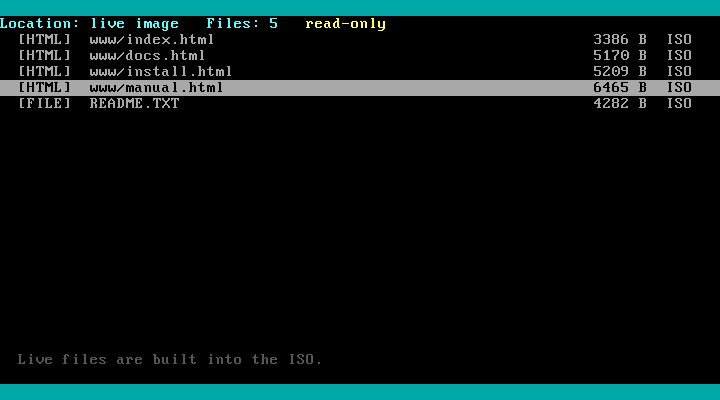 Location: live image   Files: 5   read-only
[HTML]  www/index.html   3386 B  ISO
[HTML]  www/docs.html   5170 B  ISO
[HTML]  www/install.html   5209 B  ISO
[HTML]  www/manual.html   6465 B  ISO
[FILE]  README.TXT   4282 B  ISO
Live files are built into the ISO.